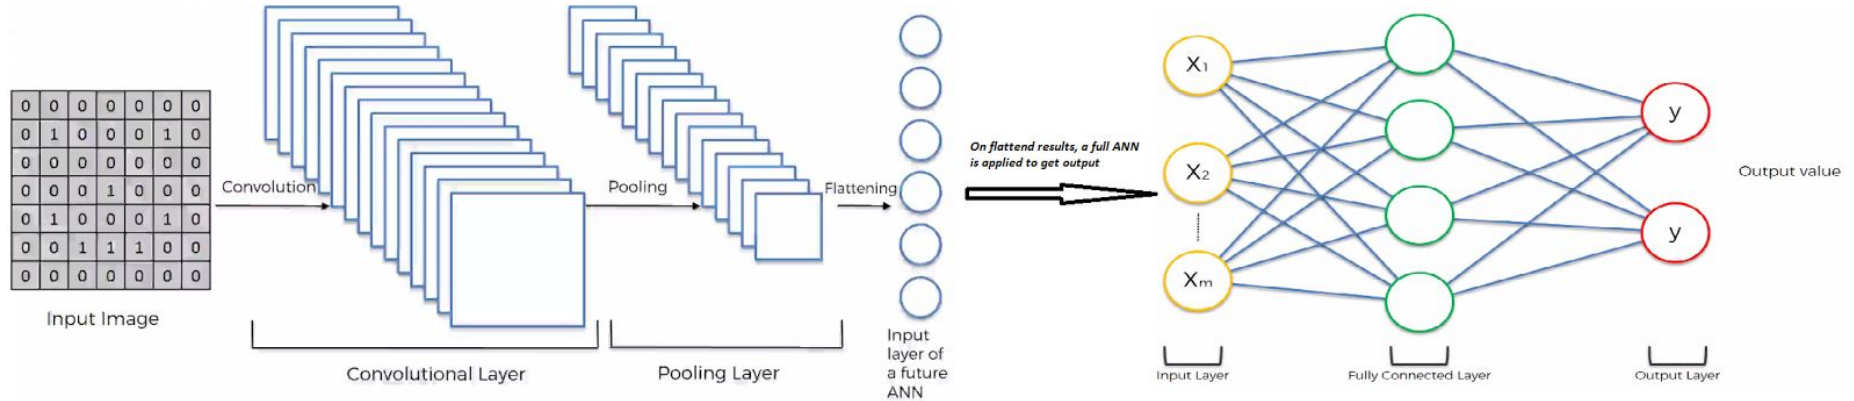 0 0 0 0 0 0 0
0 1 0 0 0 1 0
0 0 0 0 0 0 0
0 0 0 1 0 0 0
0 1 0 0 0 1 0
0 0 1 1 1 0 0
0 0 0 0 0 0 0
Input Image
Convolution
Convolutional Layer
Pooling
Pooling Layer
Flattening
Input
layer of
a future
ANN
On flattend results, a full ANN
is applied to get output
X1
X2
Xm
Input Layer
Fully Connected Layer
y
y
Output Layer
Output value